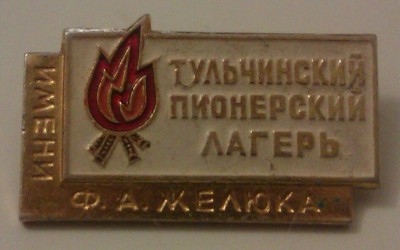 ТУЛЬЧИНСКИЙ
ПИОНЕРСКИЙ
ЛАГЕРЬ
ИМЕНИ
Ф. А. ЖЕЛЮКА